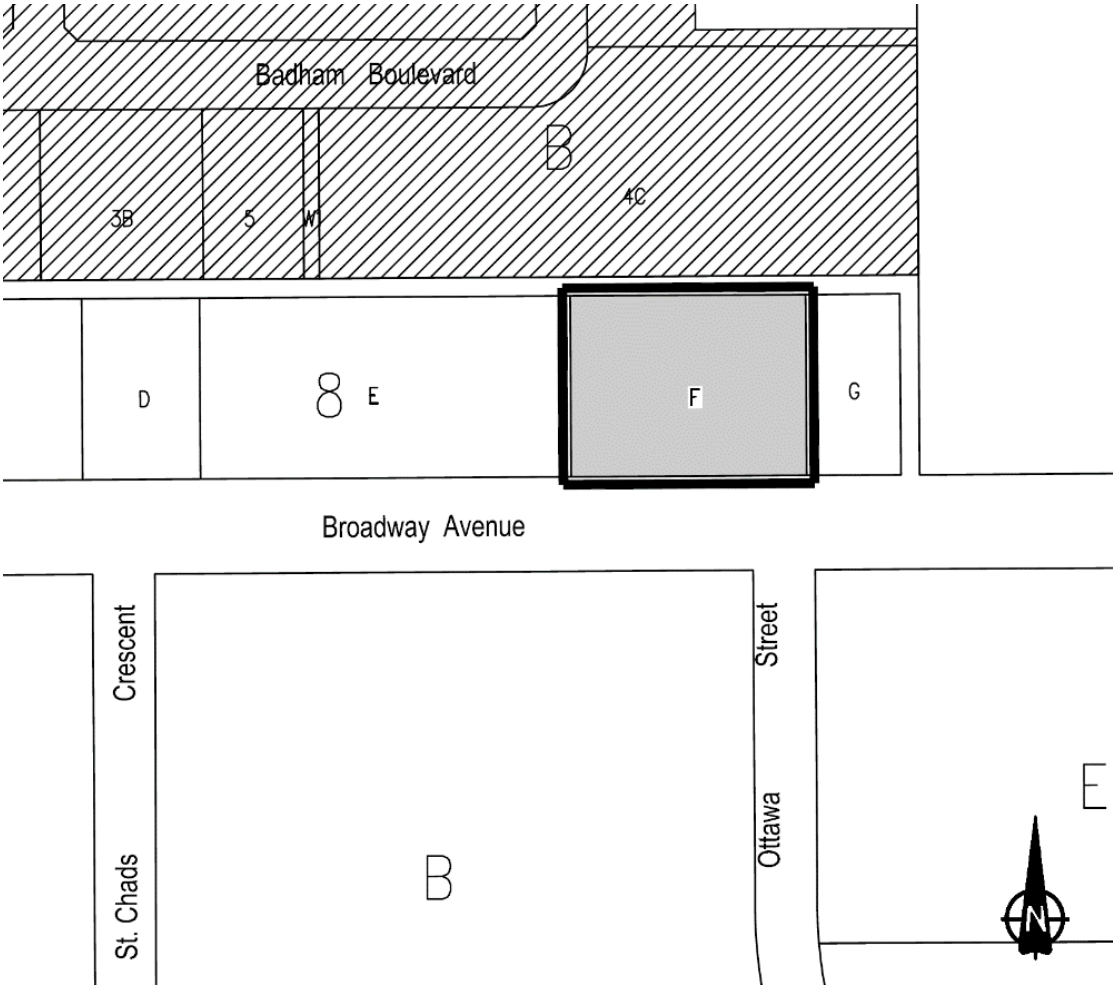 Badham Boulevard
B
4C
3B
5
W1
D
8
E
F
G
Broadway Avenue
St. Chads Crescent
Ottawa Street
E
B
N